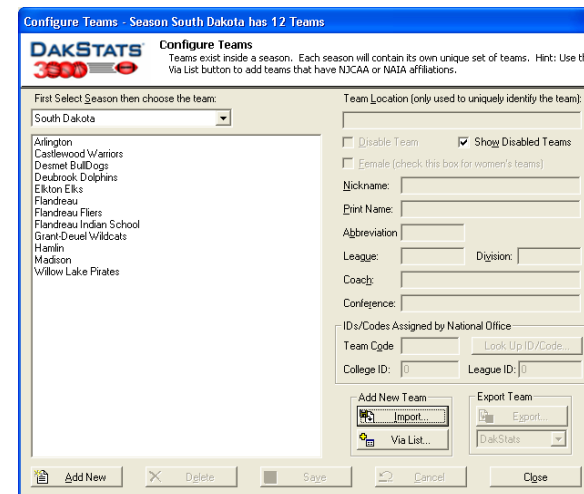 Configure Teams - Season South Dakota has 12 Teams
DAKSTATS
3000
Configure Teams
Teams exist inside a season. Each season will contain its own unique set of teams. Hint: Use th
Via List button to add teams that have NJCAA or NAIA affiliations.
First Select Season then choose the team:
South Dakota
Arlington
Castlewood Warriors
Desmet BullDogs
Deubrook Dolphins
Elkton Elks
Flandreau
Flandreau Fliers
Flandreau Indian School
Grant-Deuel Wildcats
Hamlin
Madison
Willow Lake Pirates
Team Location (only used to uniquely identify the team):
Disable Team
Show Disabled Teams
Female (check this box for women's teams)
Nickname:
Print Name:
Abbreviation
League:
Division:
Coach:
Conference:
IDs/Codes Assigned by National Office
Team Code
Look Up ID/Code...
College ID: 0
League ID: 0
Add New Team
Import...
Via List...
Export Team
Export...
DakStats
Add New
Delete
Save
Cancel
Close